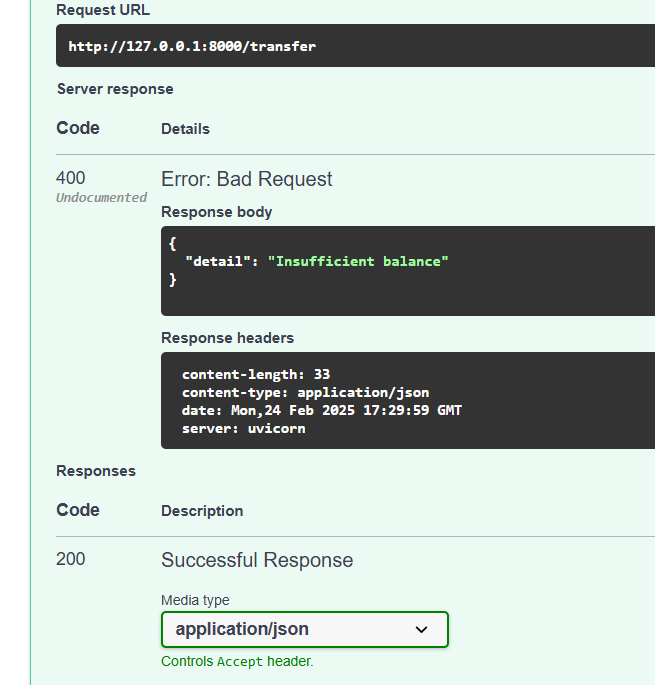 Request URL
http://127.0.0.1:8000/transfer
Server response
Code Details
400 Error: Bad Request
Undocumented
Response body
{
"detail": "Insufficient balance"
}
Response headers
content-length: 33
content-type: application/json
date: Mon,24 Feb 2025 17:29:59 GMT
server: uvicorn
Responses
Code Description
200 Successful Response
Media type
application/json
Controls Accept header.